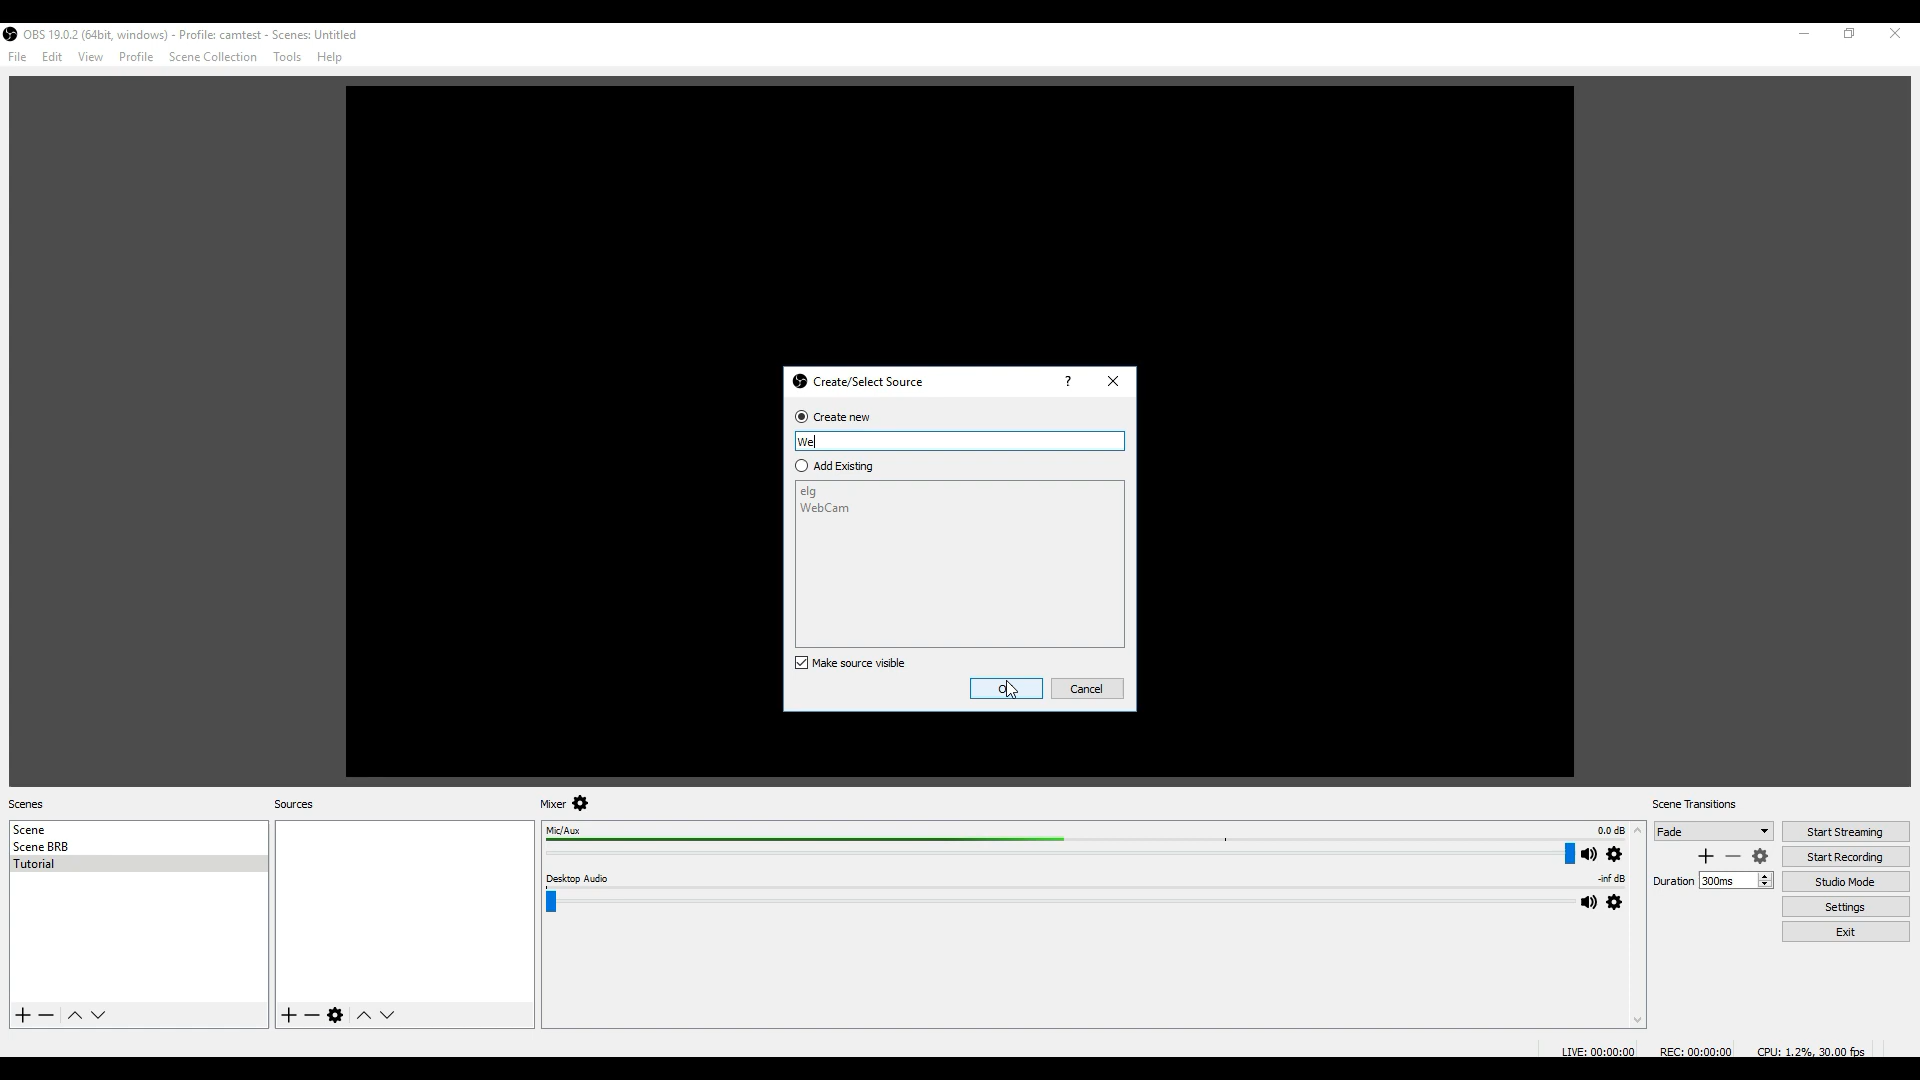 OBS 19.0.2 (64bit, windows) - Profile: camtest - Scenes: Untitled
File Edit View Profile Scene Collection Tools Help
Create/Select Source ?
Create new
We
Add Existing
elg
WebCam
Make source visible
Cancel
Scenes
Scene
Scene BRB
Tutorial
Sources
Mixer
Mic/Aux 0.0 dB
Desktop Audio -inf dB
Scene Transitions
Fade
Duration 300ms
Start Streaming
Start Recording
Studio Mode
Settings
Exit
LIVE: 00:00:00 REC: 00:00:00 CPU: 1.2%, 30.00 fps